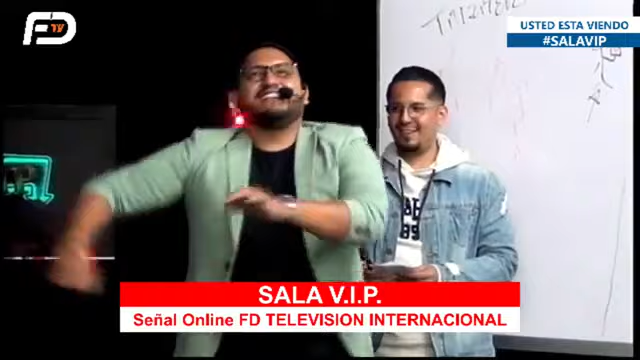 FD TV
USTED ESTA VIENDO
#SALAVIP
SALA V.I.P.
Señal Online FD TELEVISION INTERNACIONAL